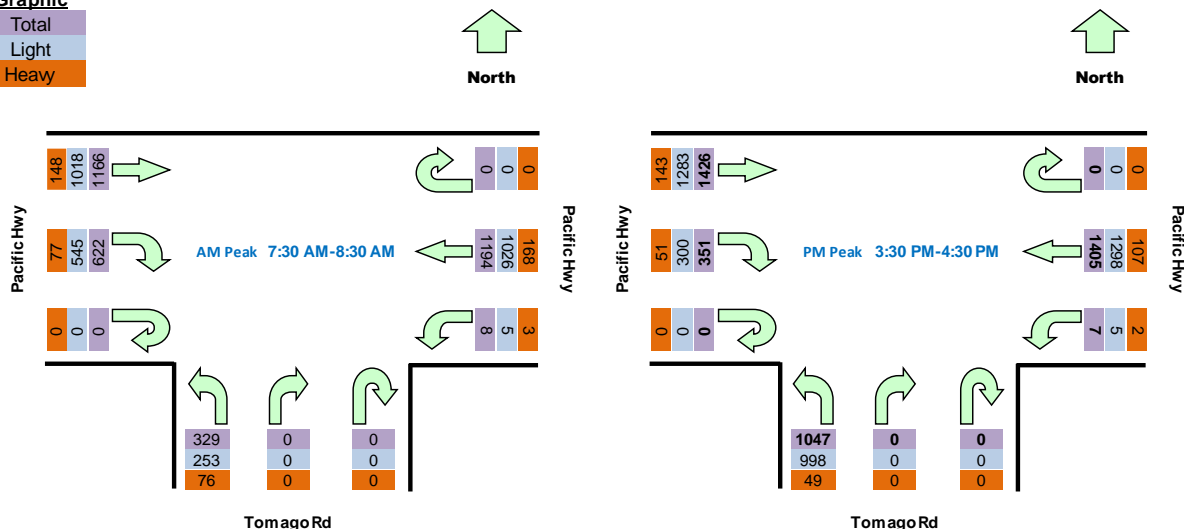 Graphic
Total
Light
Heavy
North
North
148 1018 1166
0 0 0
143 1283 1426
0 0 0
Pacific Hwy
77 545 622
AM Peak 7:30 AM-8:30 AM
1194 1026 168
Pacific Hwy
Pacific Hwy
51 300 351
PM Peak 3:30 PM-4:30 PM
1405 1298 107
Pacific Hwy
0 0 0
8 5 3
0 0 0
7 5 2
329 0 0
253 0 0
76 0 0
1047 0 0
998 0 0
49 0 0
Tomago Rd
Tomago Rd